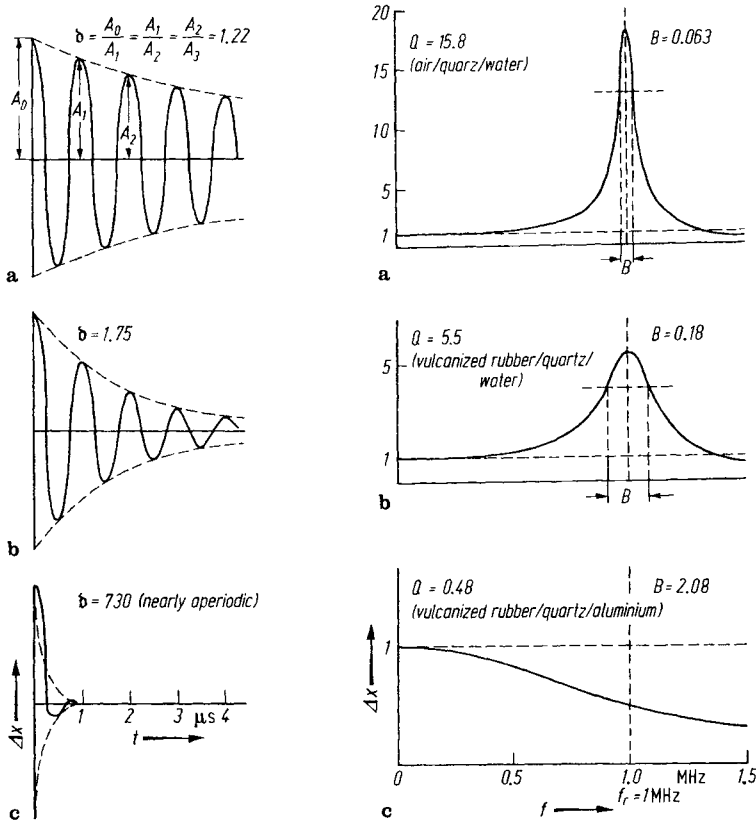 a
𝔡 = A0/A1 = A1/A2 = A2/A3 = 1.22
A0
A1
A2
b
𝔡 = 1.75
c
𝔡 = 730 (nearly aperiodic)
Δx
1 2 μs 3 4
t
20
15
10
5
1
Q = 15.8
(air/quarz/water)
B = 0.063
B
a
Q = 5.5
(vulcanized rubber/quartz/
water)
B = 0.18
5
1
B
b
Q = 0.48
(vulcanized rubber/quartz/aluminium)
B = 2.08
1
Δx
0 0.5 1.0 MHz 1.5
fr = 1MHz
f
c